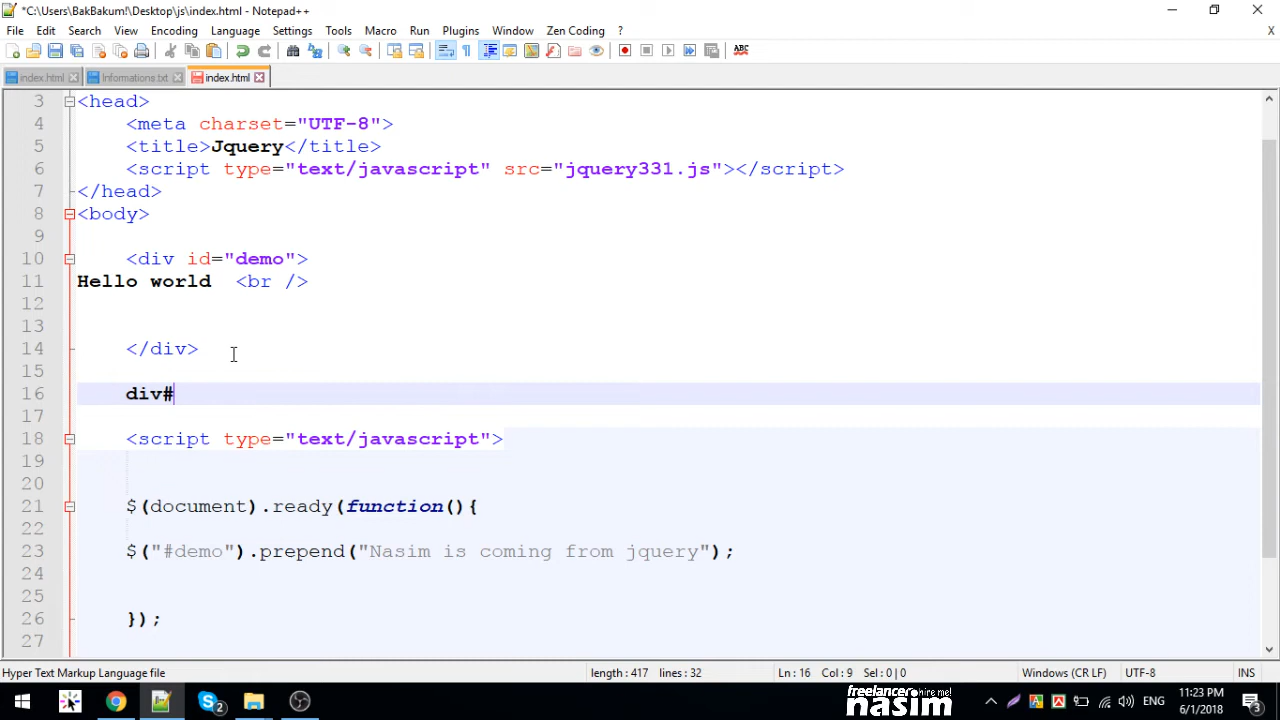 *C:\Users\BakBakum!\Desktop\js\index.html - Notepad++
File Edit Search View Encoding Language Settings Tools Macro Run Plugins Window Zen Coding ?
X
ABC
index.html Informations.txt index.html
3 <head>
4 <meta charset="UTF-8">
5 <title>Jquery</title>
6 <script type="text/javascript" src="jquery331.js"></script>
7 </head>
8 <body>
9
10 <div id="demo">
11 Hello world <br />
12
13
14 </div>
15
16 div#
17
18 <script type="text/javascript">
19
20
21 $(document).ready(function(){
22
23 $("#demo").prepend("Nasim is coming from jquery");
24
25
26 });
27
Hyper Text Markup Language file length : 417 lines : 32 Ln : 16 Col : 9 Sel : 0 | 0 Windows (CR LF) UTF-8 INS
2
freelancer hire me!
nasim
ENG
11:23 PM
6/1/2018
3